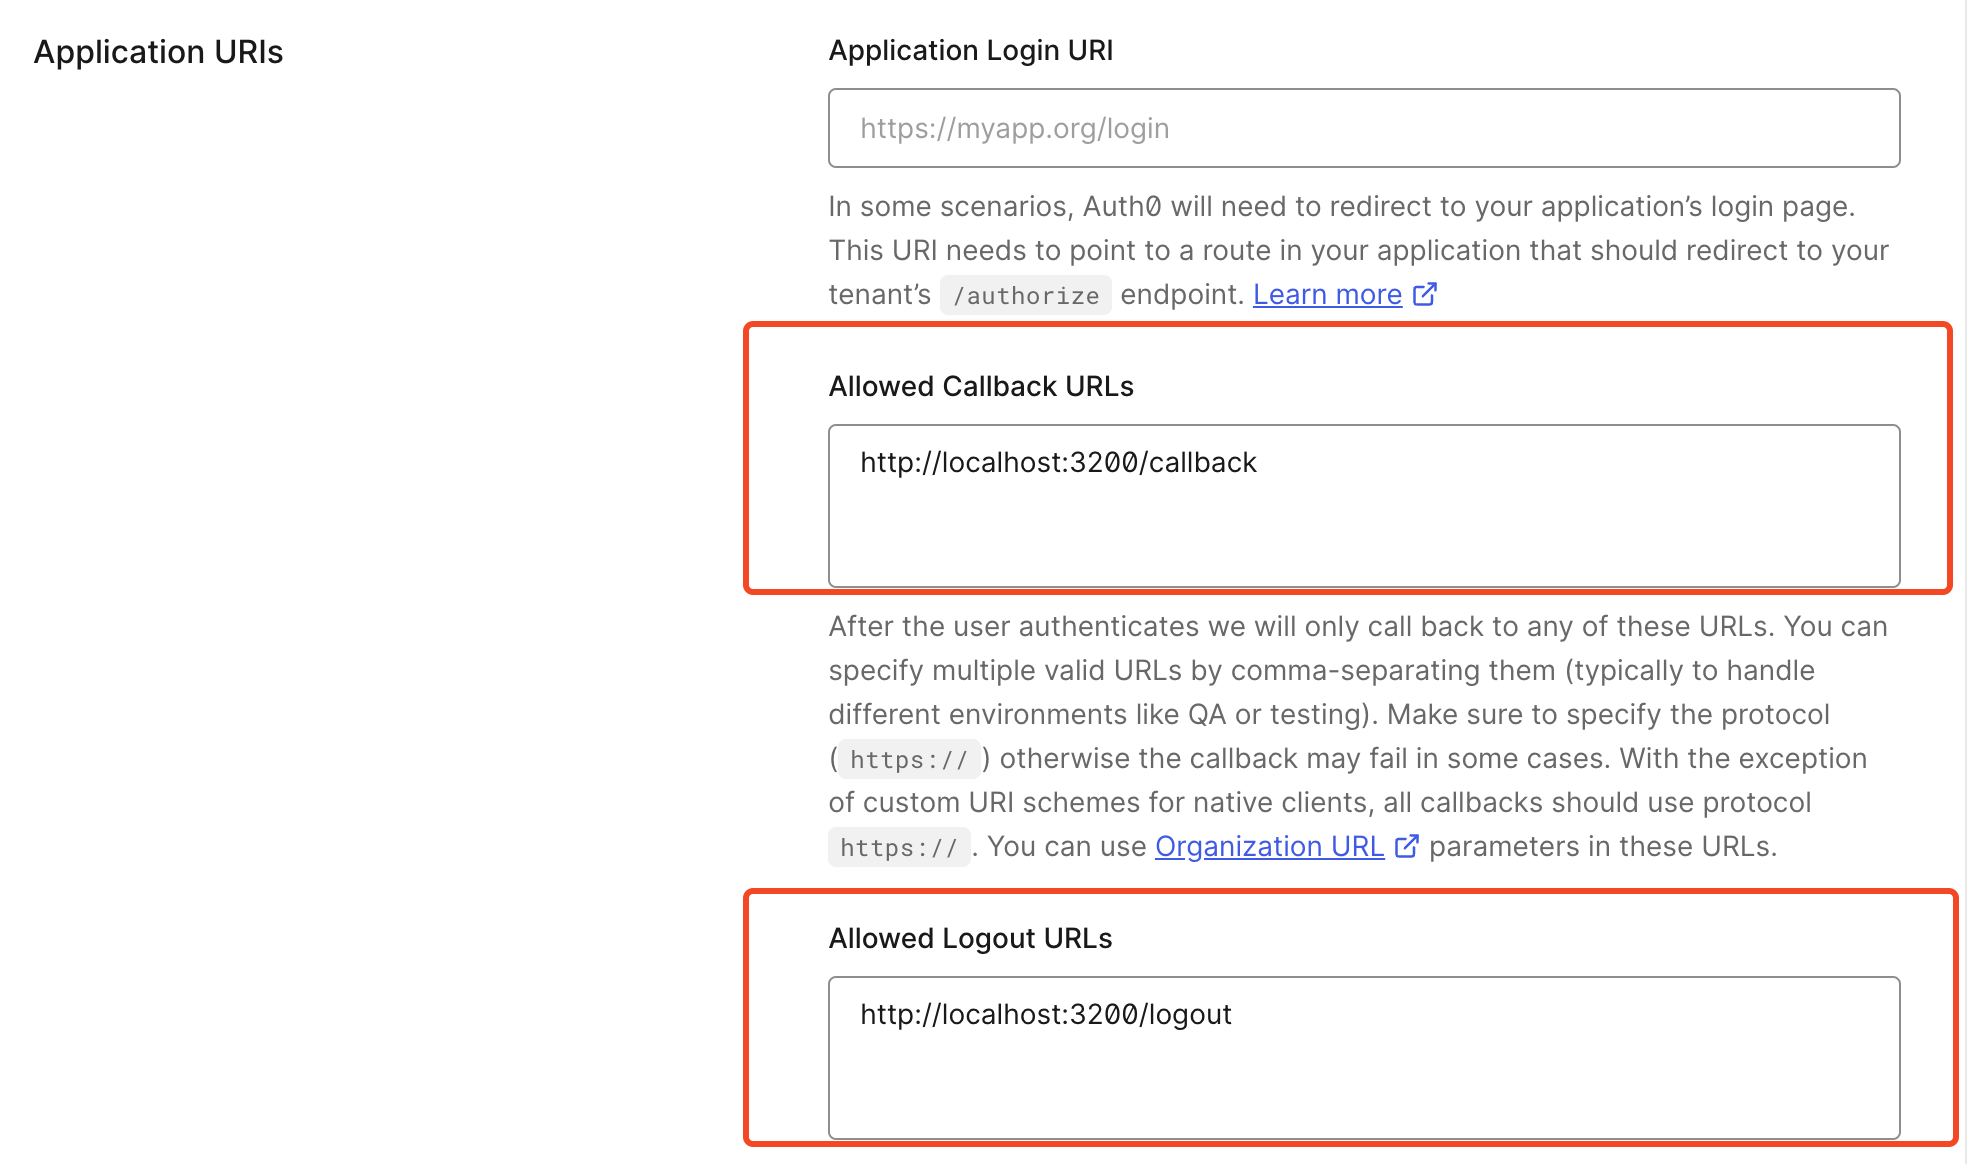 Application URIs
Application Login URI
https://myapp.org/login
In some scenarios, Auth0 will need to redirect to your application’s login page.
This URI needs to point to a route in your application that should redirect to your
tenant’s /authorize endpoint. Learn more
Allowed Callback URLs
http://localhost:3200/callback
After the user authenticates we will only call back to any of these URLs. You can
specify multiple valid URLs by comma-separating them (typically to handle
different environments like QA or testing). Make sure to specify the protocol
( https:// ) otherwise the callback may fail in some cases. With the exception
of custom URI schemes for native clients, all callbacks should use protocol
https:// . You can use Organization URL parameters in these URLs.
Allowed Logout URLs
http://localhost:3200/logout